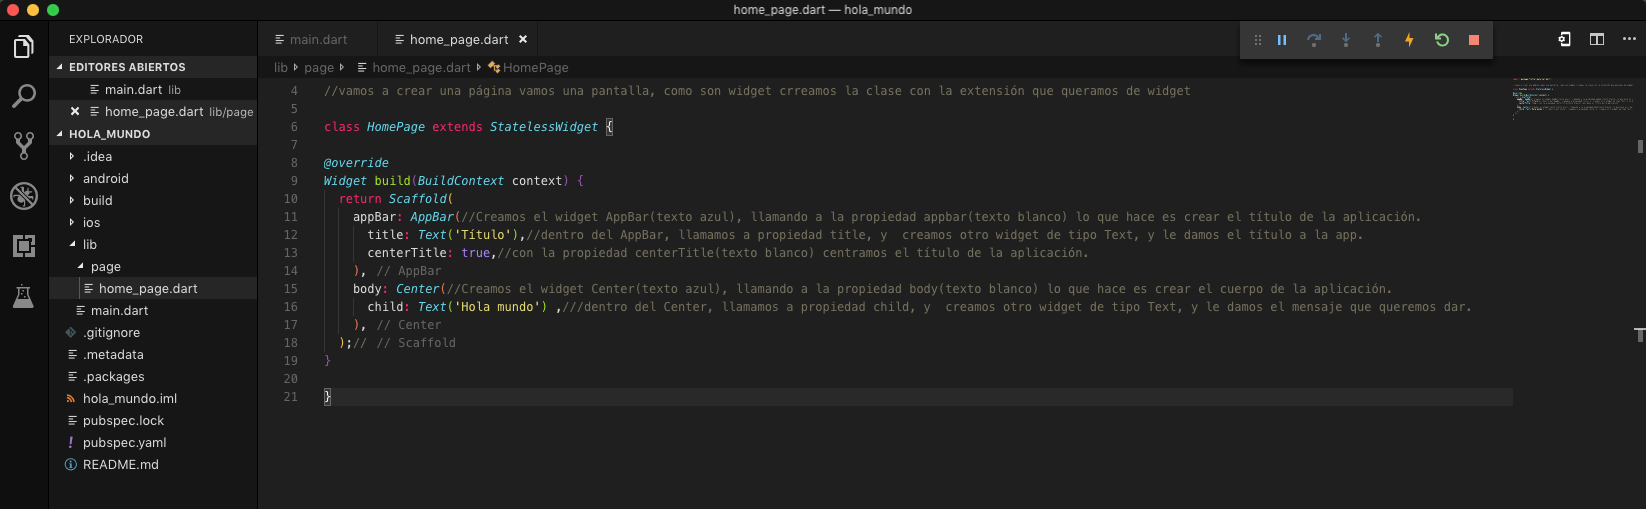 home_page.dart — hola_mundo
EXPLORADOR
EDITORES ABIERTOS
main.dart lib
home_page.dart lib/page
HOLA_MUNDO
.idea
android
build
ios
lib
page
home_page.dart
main.dart
.gitignore
.metadata
.packages
hola_mundo.iml
pubspec.lock
pubspec.yaml
README.md
main.dart
home_page.dart
lib page home_page.dart HomePage
4 //vamos a crear una página vamos una pantalla, como son widget crreamos la clase con la extensión que queramos de widget
5
6 class HomePage extends StatelessWidget {
7
8 @override
9 Widget build(BuildContext context) {
10 return Scaffold(
11 appBar: AppBar(//Creamos el widget AppBar(texto azul), llamando a la propiedad appbar(texto blanco) lo que hace es crear el título de la aplicación.
12 title: Text('Título'),//dentro del AppBar, llamamos a propiedad title, y  creamos otro widget de tipo Text, y le damos el título a la app.
13 centerTitle: true,//con la propiedad centerTitle(texto blanco) centramos el título de la aplicación.
14 ), // AppBar
15 body: Center(//Creamos el widget Center(texto azul), llamando a la propiedad body(texto blanco) lo que hace es crear el cuerpo de la aplicación.
16 child: Text('Hola mundo') ,///dentro del Center, llamamos a propiedad child, y  creamos otro widget de tipo Text, y le damos el mensaje que queremos dar.
17 ), // Center
18 );// // Scaffold
19 }
20
21 }